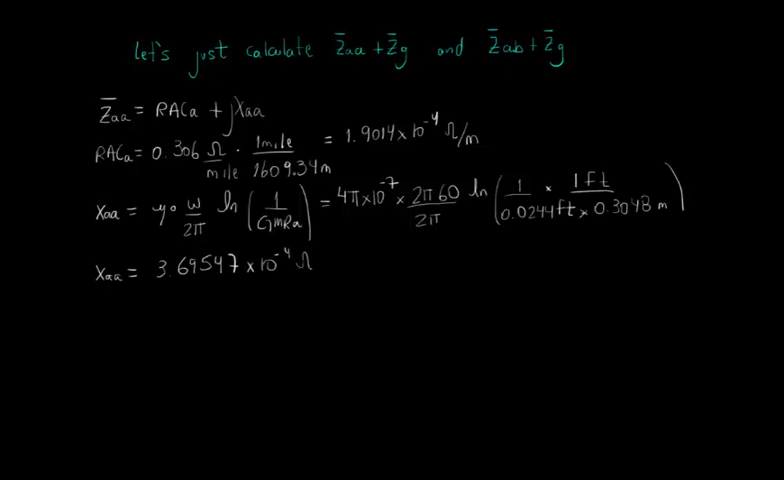 let's just calculate Z̄aa + Z̄g and Z̄ab + Z̄g
Z̄aa = RACa + jXaa
RACa = 0.306 Ω/mile · 1mile/1609.34m = 1.9014 × 10⁻⁴ Ω/m
Xaa = μ₀ ω/2π ln (1/GMRa) = 4π×10⁻⁷ × 2π60/2π ln (1/0.0244ft × 1ft/0.3048 m)
Xaa = 3.69547 × 10⁻⁴ Ω